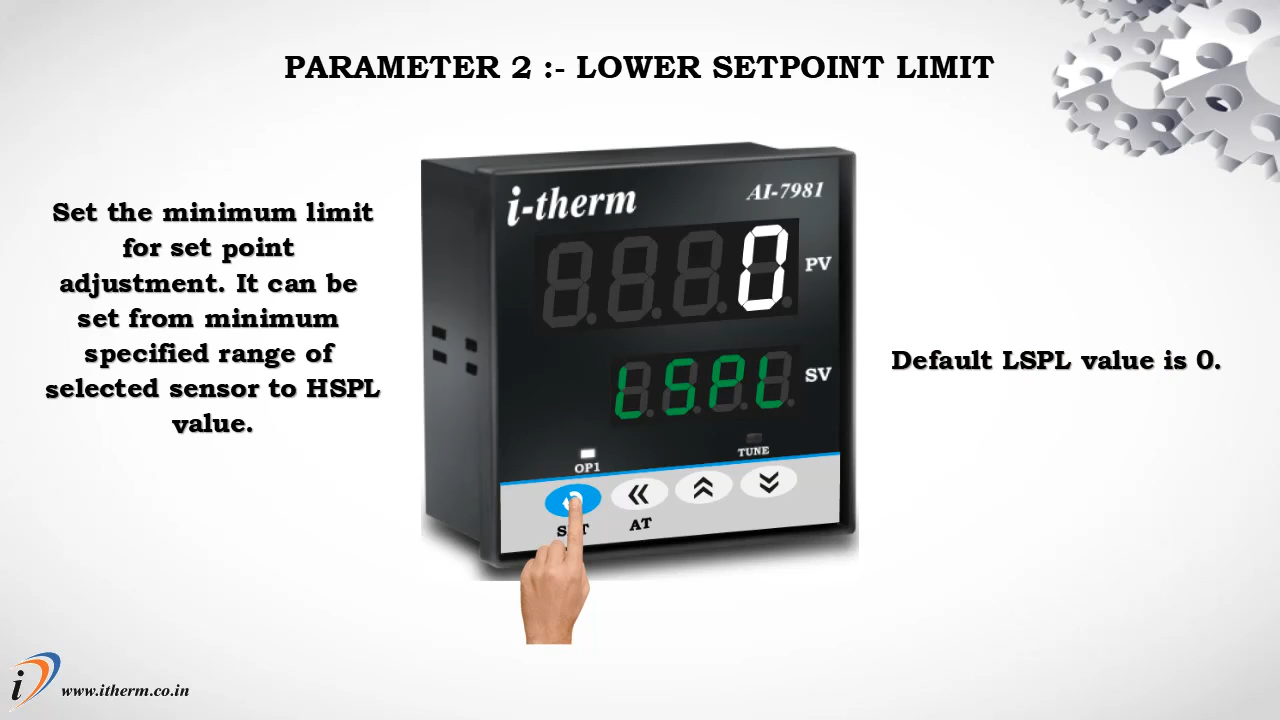 PARAMETER 2 :- LOWER SETPOINT LIMIT
Set the minimum limit
for set point
adjustment. It can be
set from minimum
specified range of
selected sensor to HSPL
value.
i-therm
AI-7981
0
PV
LSPL
SV
OP1
TUNE
AT
Default LSPL value is 0.
i
www.itherm.co.in